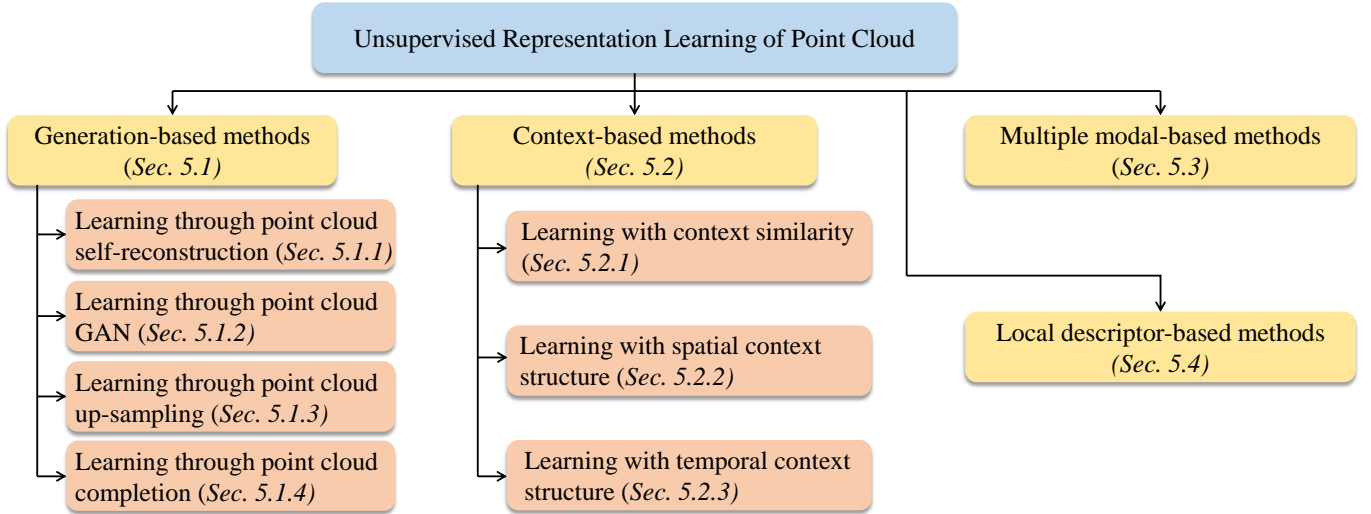 Unsupervised Representation Learning of Point Cloud
Generation-based methods
(Sec. 5.1)
Learning through point cloud
self-reconstruction (Sec. 5.1.1)
Learning through point cloud
GAN (Sec. 5.1.2)
Learning through point cloud
up-sampling (Sec. 5.1.3)
Learning through point cloud
completion (Sec. 5.1.4)
Context-based methods
(Sec. 5.2)
Learning with context similarity
(Sec. 5.2.1)
Learning with spatial context
structure (Sec. 5.2.2)
Learning with temporal context
structure (Sec. 5.2.3)
Multiple modal-based methods
(Sec. 5.3)
Local descriptor-based methods
(Sec. 5.4)